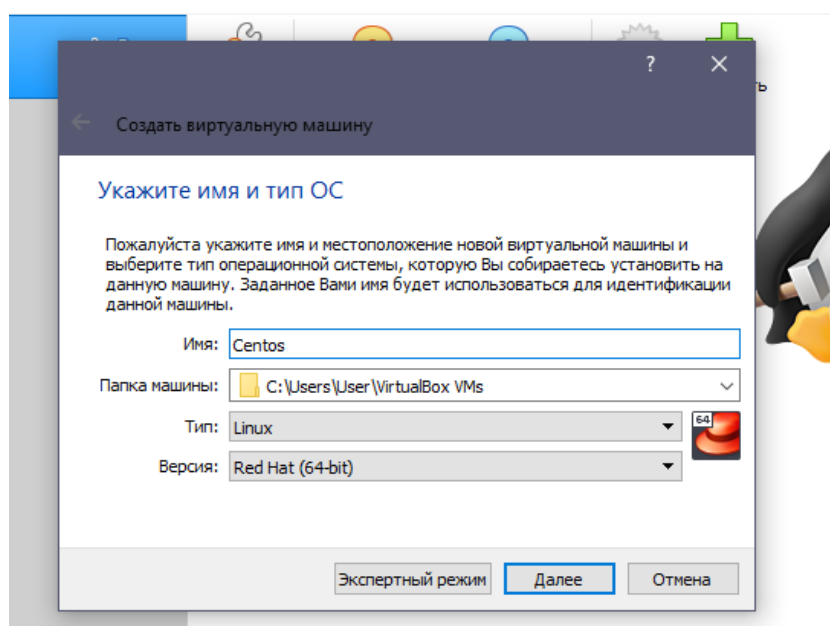 ?
ь
Создать виртуальную машину
Укажите имя и тип ОС
Пожалуйста укажите имя и местоположение новой виртуальной машины и
выберите тип операционной системы, которую Вы собираетесь установить на
данную машину. Заданное Вами имя будет использоваться для идентификации
данной машины.
Имя: Centos
Папка машины: C:\Users\User\VirtualBox VMs
Тип: Linux
64
Версия: Red Hat (64-bit)
Экспертный режим Далее Отмена